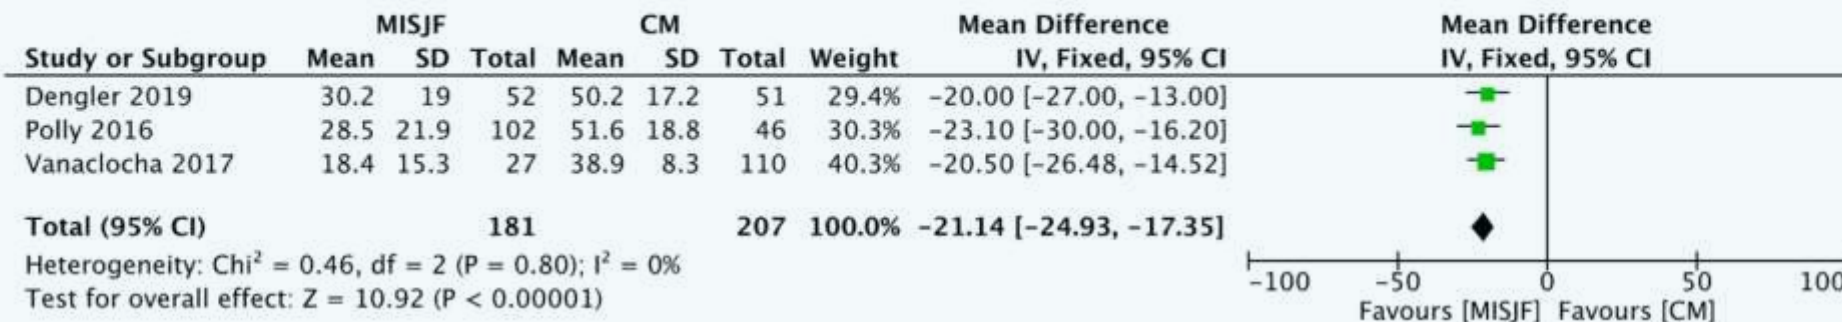 MISJF CM Mean Difference Mean Difference
Study or Subgroup Mean SD Total Mean SD Total Weight IV, Fixed, 95% CI IV, Fixed, 95% CI
Dengler 2019 30.2 19 52 50.2 17.2 51 29.4% −20.00 [−27.00, −13.00]
Polly 2016 28.5 21.9 102 51.6 18.8 46 30.3% −23.10 [−30.00, −16.20]
Vanaclocha 2017 18.4 15.3 27 38.9 8.3 110 40.3% −20.50 [−26.48, −14.52]
Total (95% CI) 181 207 100.0% −21.14 [−24.93, −17.35]
Heterogeneity: Chi² = 0.46, df = 2 (P = 0.80); I² = 0%
Test for overall effect: Z = 10.92 (P < 0.00001)
−100 −50 0 50 100
Favours [MISJF] Favours [CM]